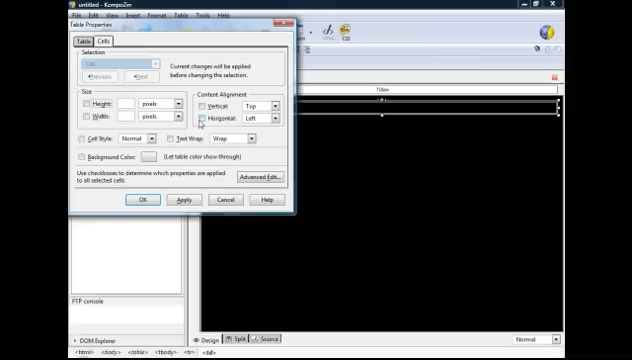 untitled - KompoZer
File Edit View Insert Format Table Tools Help
Table Properties
Table Cells
Selection
Cell
Previous Next
Current changes will be applied
before changing the selection.
Size
Height: pixels
Width: pixels
Content Alignment
Vertical: Top
Horizontal: Left
Cell Style: Normal Text Wrap: Wrap
Background Color: (Let table color show through)
Use checkboxes to determine which properties are applied
to all selected cells
Advanced Edit...
OK Apply Cancel Help
HTML CSS
FTP console
DOM Explorer
Design Split Source
Normal
<html> <body> <table> <tbody> <tr> <td>